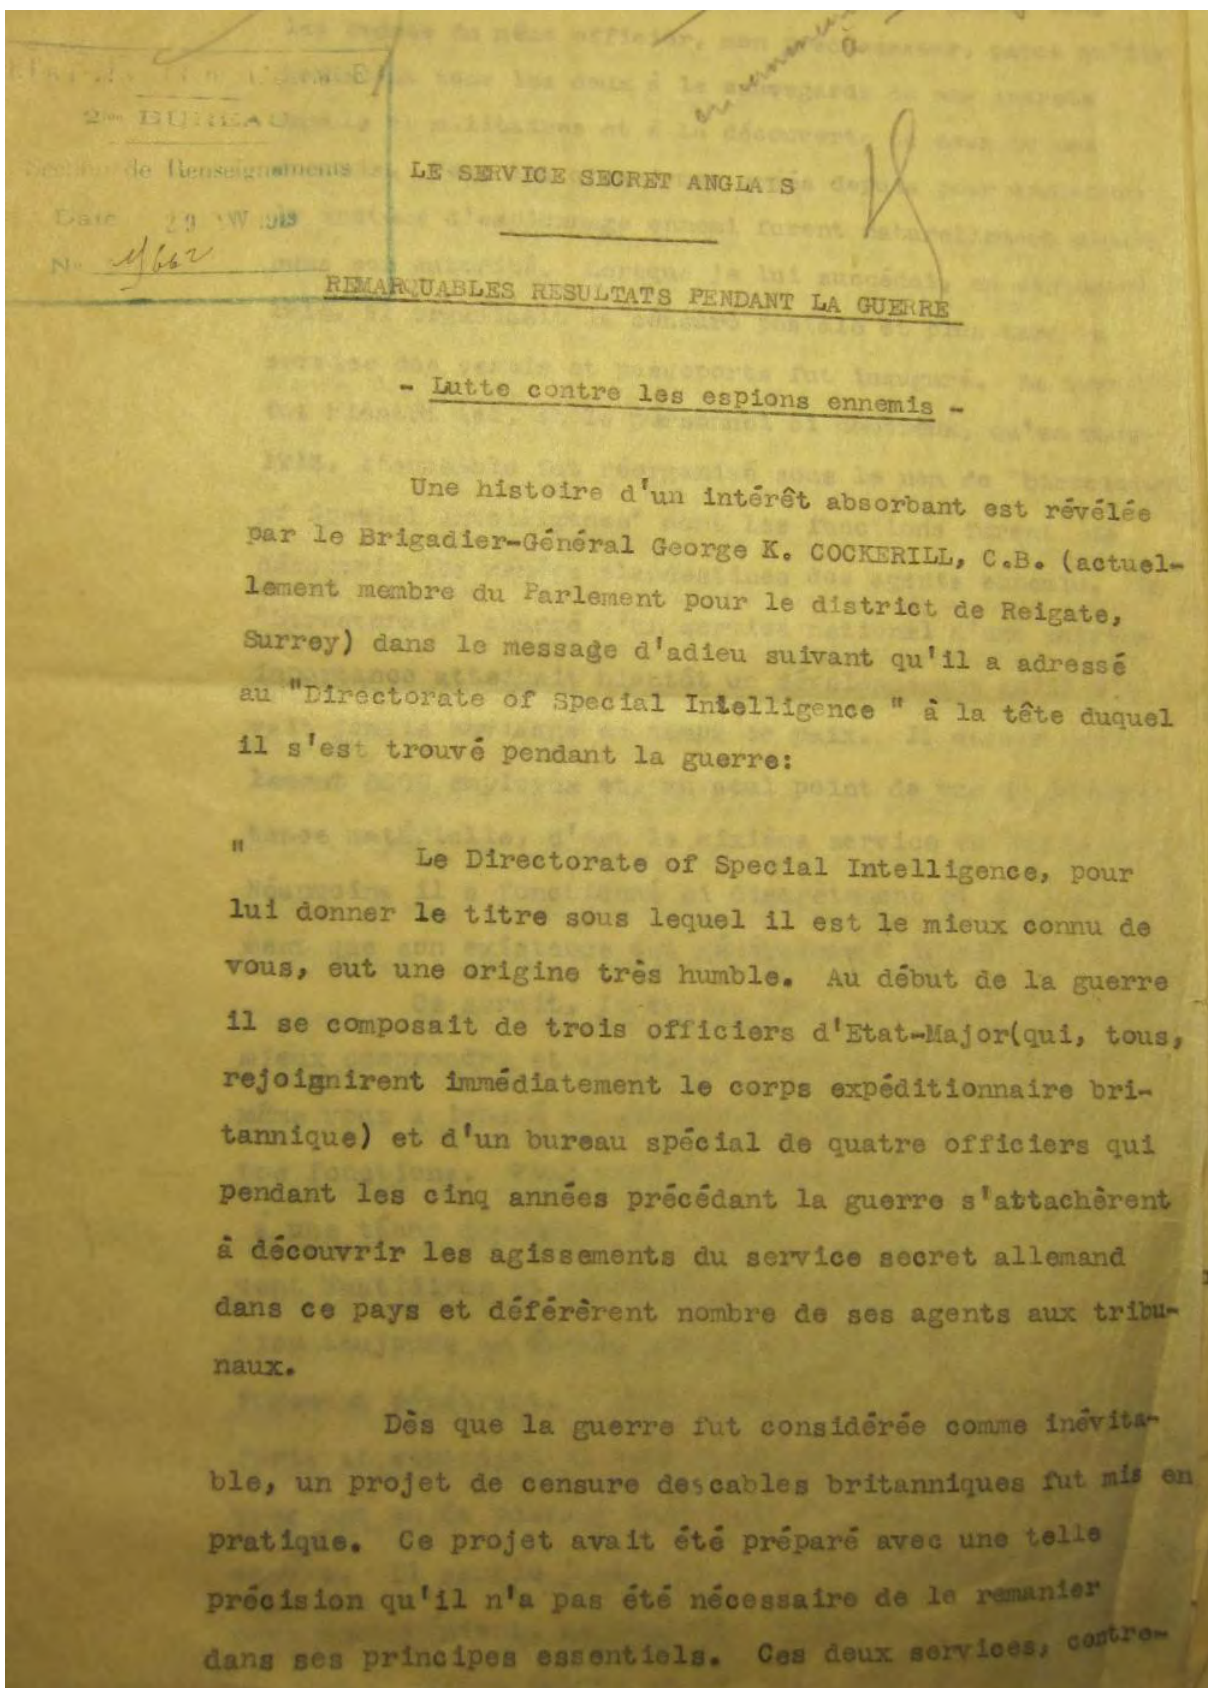 2me BUREAU
Section de Renseignements
Date 29
No
LE SERVICE SECRET ANGLAIS
REMARQUABLES RESULTATS PENDANT LA GUERRE
- Lutte contre les espions ennemis -
Une histoire d'un intérêt absorbant est révélée
par le Brigadier-Général George K. COCKERILL, C.B. (actuel-
lement membre du Parlement pour le district de Reigate,
Surrey) dans le message d'adieu suivant qu'il a adressé
au "Directorate of Special Intelligence " à la tête duquel
il s'est trouvé pendant la guerre:
" Le Directorate of Special Intelligence, pour
lui donner le titre sous lequel il est le mieux connu de
vous, eut une origine très humble. Au début de la guerre
il se composait de trois officiers d'Etat-Major(qui, tous,
rejoignirent immédiatement le corps expéditionnaire bri-
tannique) et d'un bureau spécial de quatre officiers qui
pendant les cinq années précédant la guerre s'attachèrent
à découvrir les agissements du service secret allemand
dans ce pays et déférèrent nombre de ses agents aux tribu-
naux.
Dès que la guerre fut considérée comme inévita-
ble, un projet de censure des cables britanniques fut mis en
pratique. Ce projet avait été préparé avec une telle
précision qu'il n'a pas été nécessaire de le remanier
dans ses principes essentiels. Ces deux services, contre-